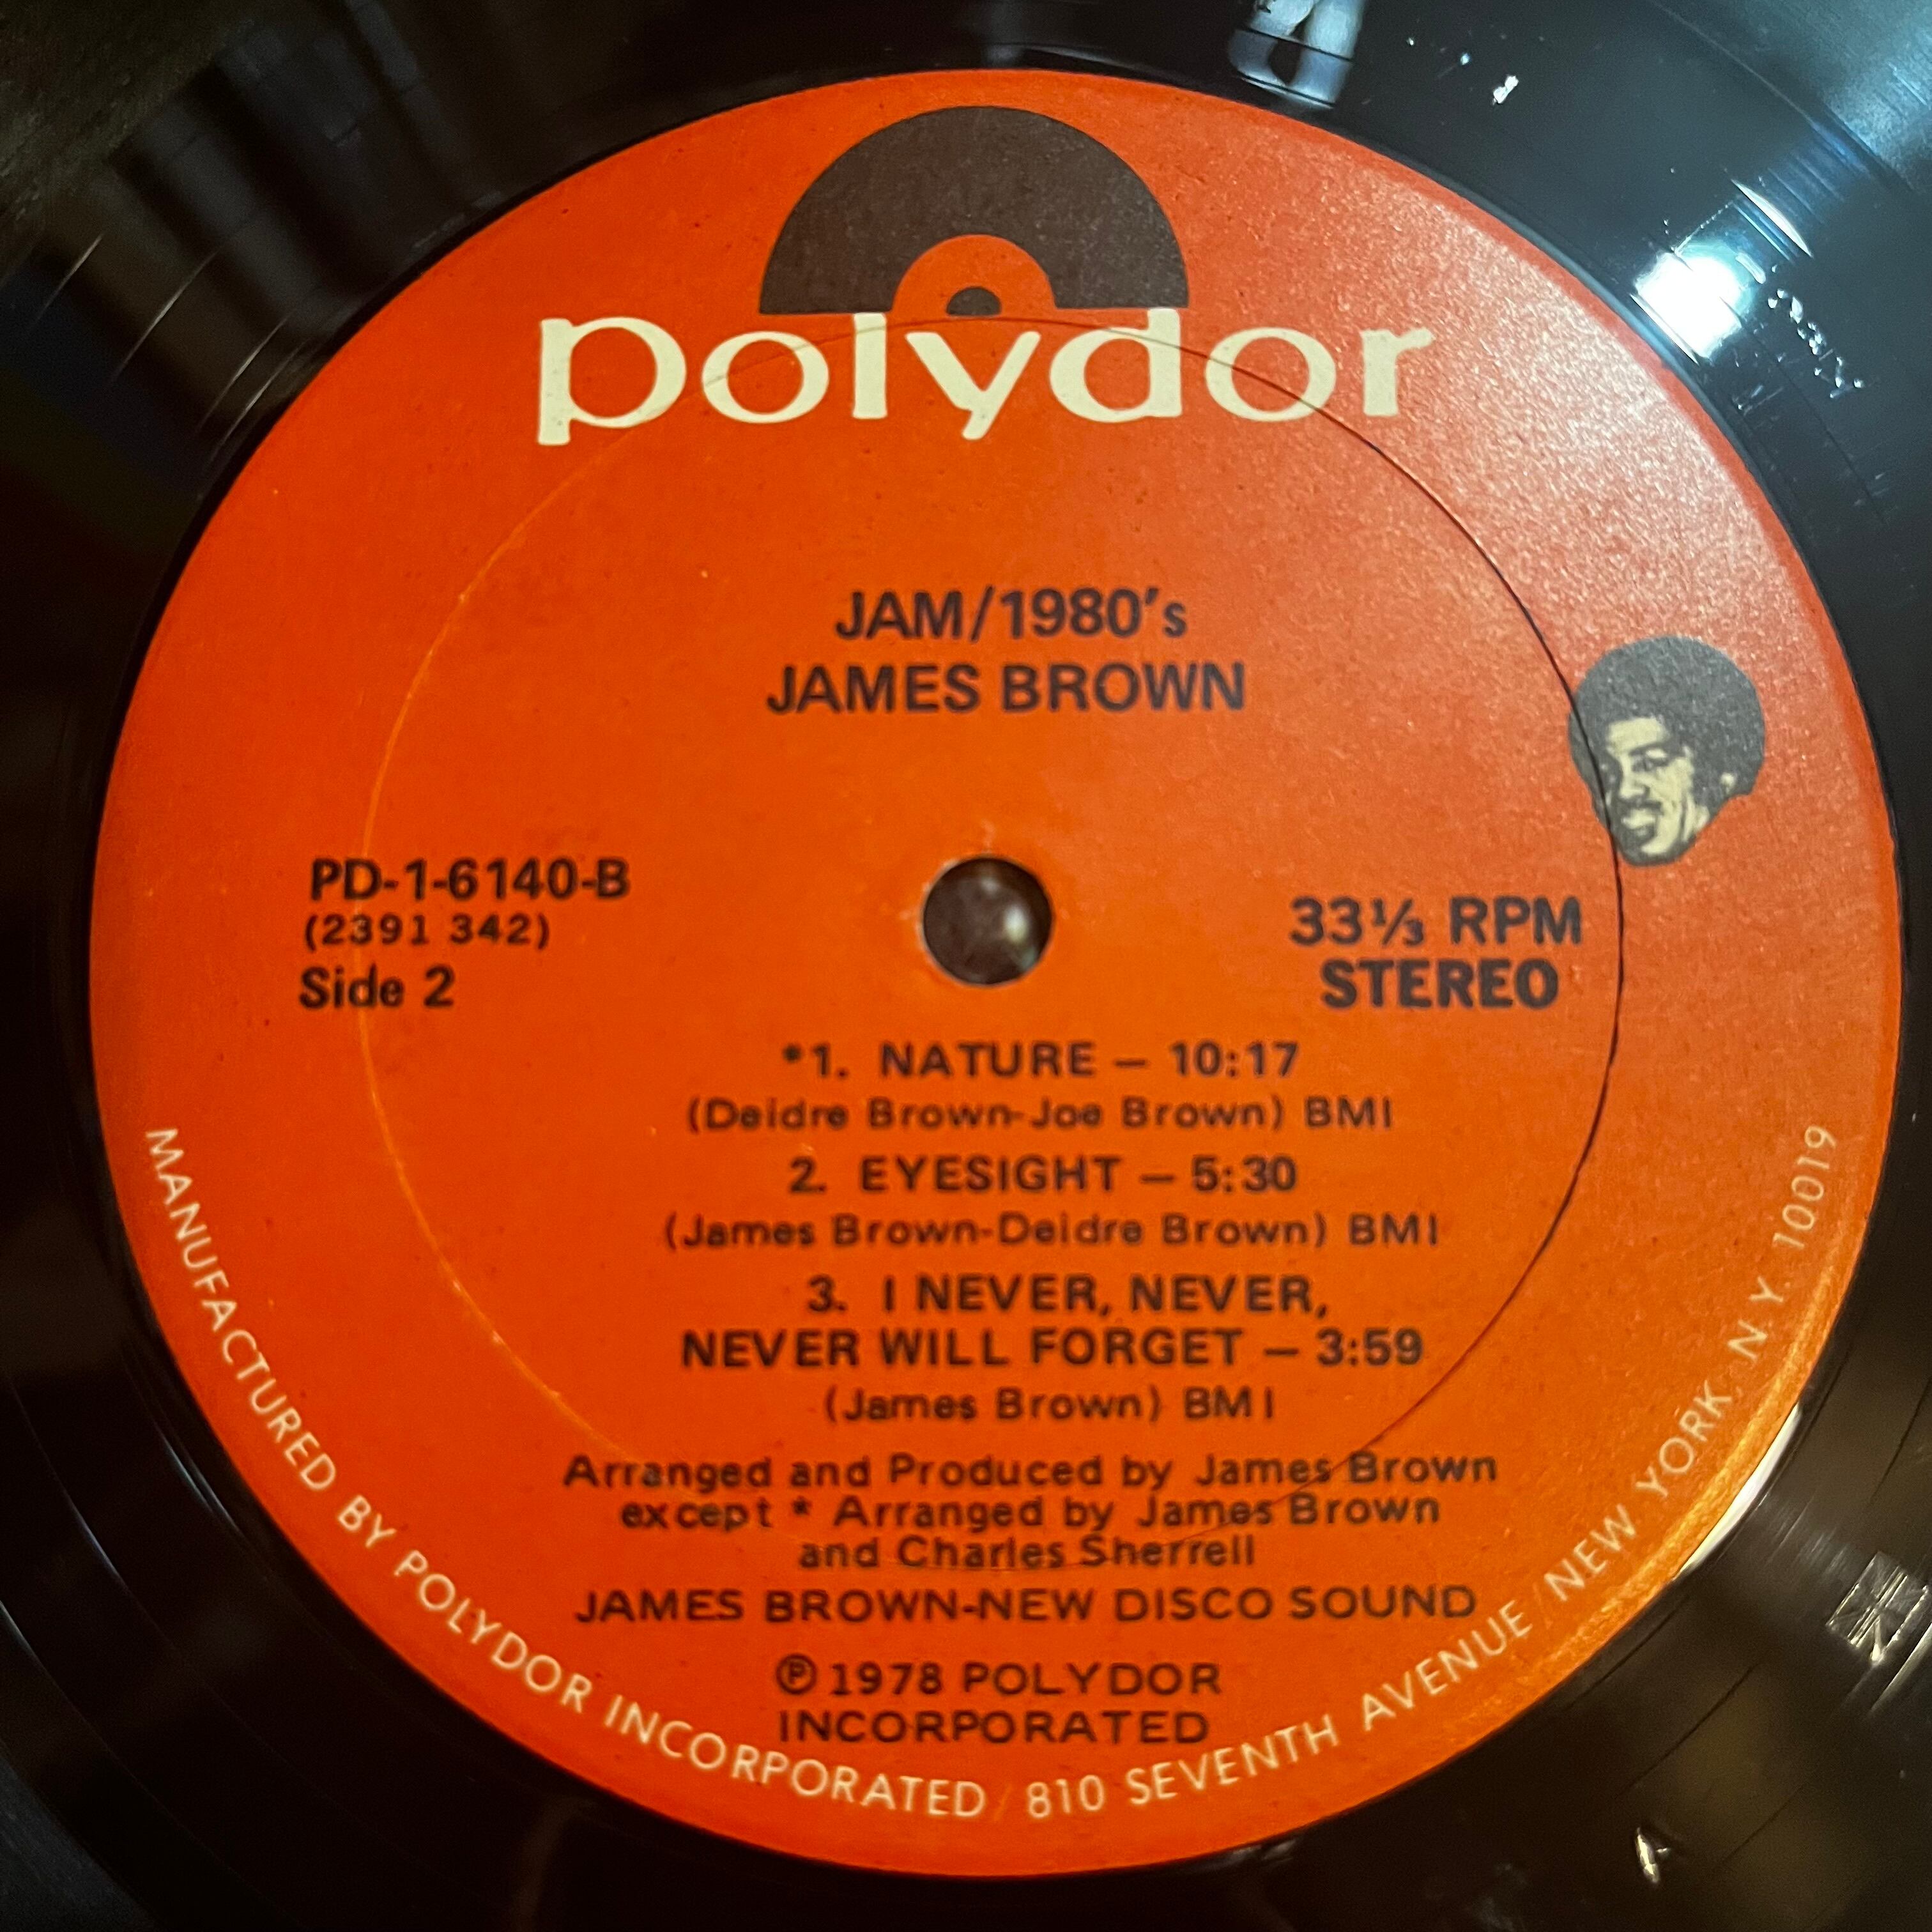 polydor
JAM/1980's
JAMES BROWN
PD-1-6140-B
(2391 342)
Side 2
33⅓ RPM
STEREO
*1. NATURE — 10:17
(Deidre Brown-Joe Brown) BMI
2. EYESIGHT — 5:30
(James Brown-Deidre Brown) BMI
3. I NEVER, NEVER,
NEVER WILL FORGET — 3:59
(James Brown) BMI
Arranged and Produced by James Brown
except * Arranged by James Brown
and Charles Sherrell
JAMES BROWN-NEW DISCO SOUND
℗ 1978 POLYDOR
INCORPORATED
MANUFACTURED BY POLYDOR INCORPORATED / 810 SEVENTH AVENUE / NEW YORK, N.Y. 10019